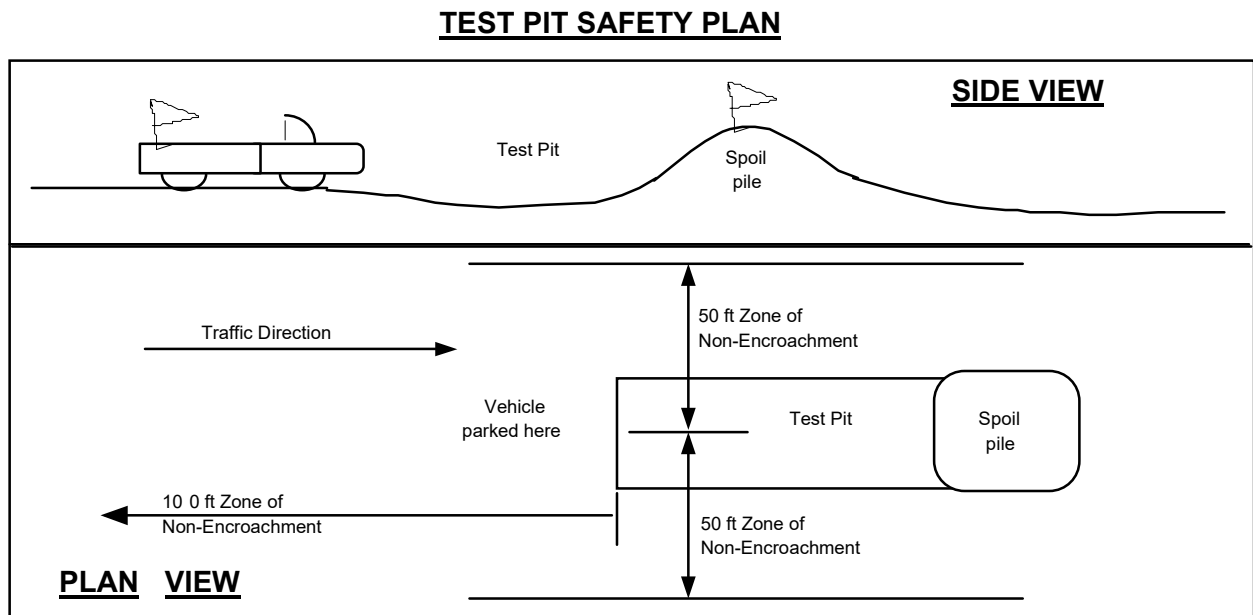 TEST PIT SAFETY PLAN
SIDE VIEW
Test Pit
Spoil
pile
50 ft Zone of
Non-Encroachment
Traffic Direction
Vehicle
parked here
Test Pit
Spoil
pile
10 0 ft Zone of
Non-Encroachment
50 ft Zone of
Non-Encroachment
PLAN VIEW